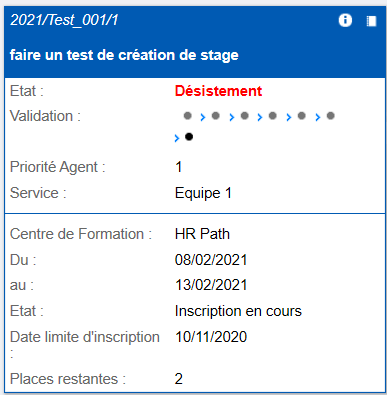 2021/Test_001/1
faire un test de création de stage
Etat : Désistement
Validation :
Priorité Agent : 1
Service : Equipe 1
Centre de Formation : HR Path
Du : 08/02/2021
au : 13/02/2021
Etat : Inscription en cours
Date limite d'inscription 10/11/2020
:
Places restantes : 2